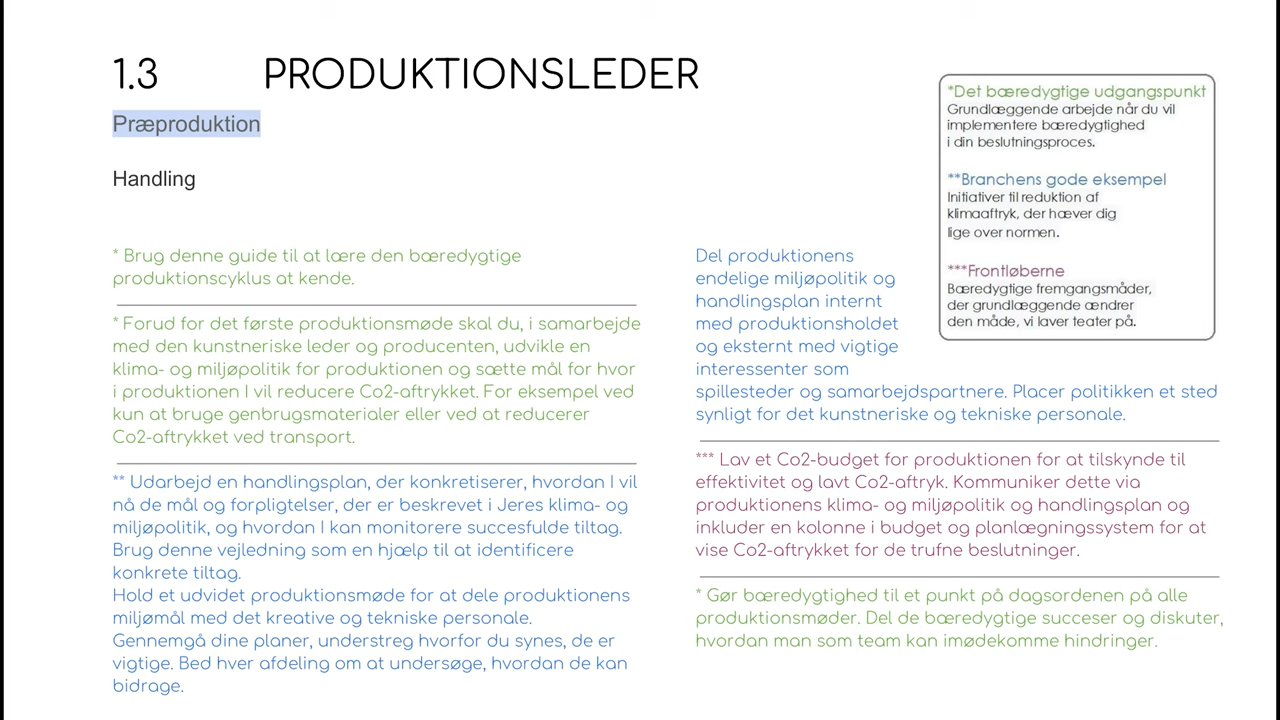 1.3 PRODUKTIONSLEDER
Præproduktion
Handling
* Brug denne guide til at lære den bæredygtige
produktionscyklus at kende.
* Forud for det første produktionsmøde skal du, i samarbejde
med den kunstneriske leder og producenten, udvikle en
klima- og miljøpolitik for produktionen og sætte mål for hvor
i produktionen I vil reducere Co2-aftrykket. For eksempel ved
kun at bruge genbrugsmaterialer eller ved at reducerer
Co2-aftrykket ved transport.
** Udarbejd en handlingsplan, der konkretiserer, hvordan I vil
nå de mål og forpligtelser, der er beskrevet i Jeres klima- og
miljøpolitik, og hvordan I kan monitorere succesfulde tiltag.
Brug denne vejledning som en hjælp til at identificere
konkrete tiltag.
Hold et udvidet produktionsmøde for at dele produktionens
miljømål med det kreative og tekniske personale.
Gennemgå dine planer, understreg hvorfor du synes, de er
vigtige. Bed hver afdeling om at undersøge, hvordan de kan
bidrage.
Del produktionens
endelige miljøpolitik og
handlingsplan internt
med produktionsholdet
og eksternt med vigtige
interessenter som
spillesteder og samarbejdspartnere. Placer politikken et sted
synligt for det kunstneriske og tekniske personale.
*** Lav et Co2-budget for produktionen for at tilskynde til
effektivitet og lavt Co2-aftryk. Kommuniker dette via
produktionens klima- og miljøpolitik og handlingsplan og
inkluder en kolonne i budget og planlægningssystem for at
vise Co2-aftrykket for de trufne beslutninger.
* Gør bæredygtighed til et punkt på dagsordenen på alle
produktionsmøder. Del de bæredygtige succeser og diskuter,
hvordan man som team kan imødekomme hindringer.
*Det bæredygtige udgangspunkt
Grundlæggende arbejde når du vil
implementere bæredygtighed
i din beslutningsproces.
**Branchens gode eksempel
Initiativer til reduktion af
klimaaftryk, der hæver dig
lige over normen.
***Frontløberne
Bæredygtige fremgangsmåder,
der grundlæggende ændrer
den måde, vi laver teater på.